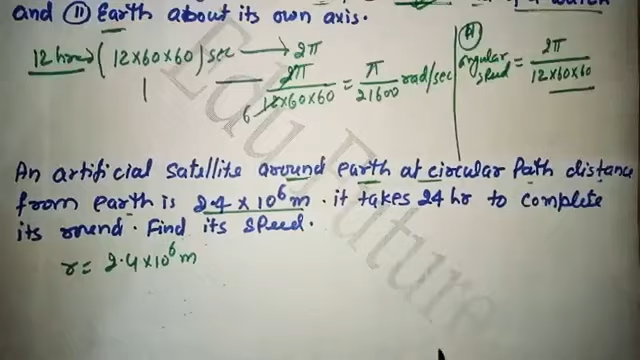 and (ii) Earth about its own axis.
12 hours (12×60×60) sec → 2π
1 — 2π/12×60×60 = π/21600 rad/sec
6
(ii) angular speed = 2π/12×60×60
An artificial satellite around earth at circular Path distance
from earth is 2.4 × 10⁶ m . it takes 24 hr to complete
its round . Find its speed .
r = 2.4×10⁶ m
Edu Future